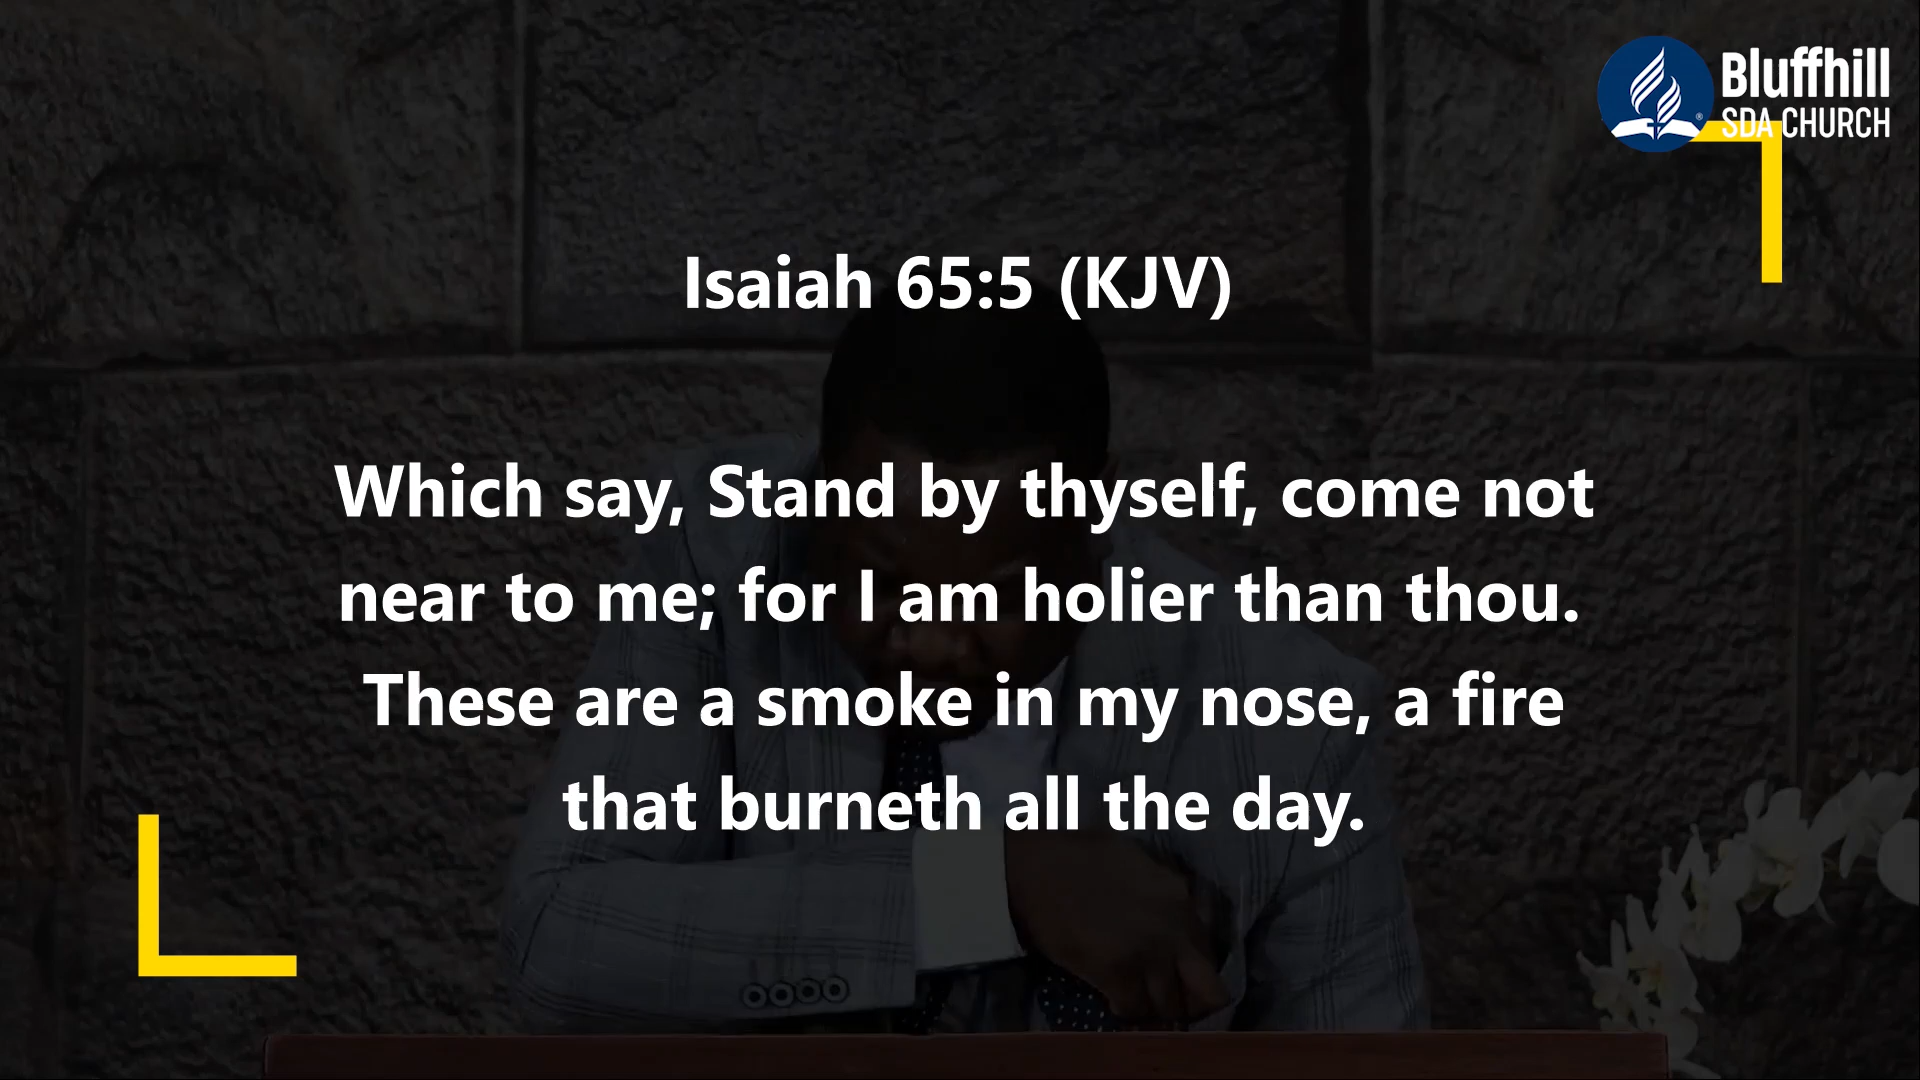 Bluffhill
SDA CHURCH
®
Isaiah 65:5 (KJV)
Which say, Stand by thyself, come not
near to me; for I am holier than thou.
These are a smoke in my nose, a fire
that burneth all the day.